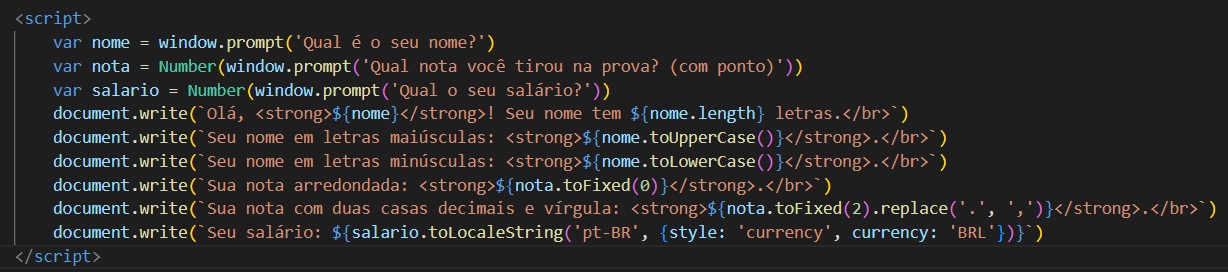 <script>
var nome = window.prompt('Qual é o seu nome?')
var nota = Number(window.prompt('Qual nota você tirou na prova? (com ponto)'))
var salario = Number(window.prompt('Qual o seu salário?'))
document.write(`Olá, <strong>${nome}</strong>! Seu nome tem ${nome.length} letras.</br>`)
document.write(`Seu nome em letras maiúsculas: <strong>${nome.toUpperCase()}</strong>.</br>`)
document.write(`Seu nome em letras minúsculas: <strong>${nome.toLowerCase()}</strong>.</br>`)
document.write(`Sua nota arredondada: <strong>${nota.toFixed(0)}</strong>.</br>`)
document.write(`Sua nota com duas casas decimais e vírgula: <strong>${nota.toFixed(2).replace('.', ',')}</strong>.</br>`)
document.write(`Seu salário: ${salario.toLocaleString('pt-BR', {style: 'currency', currency: 'BRL'})}`)
</script>